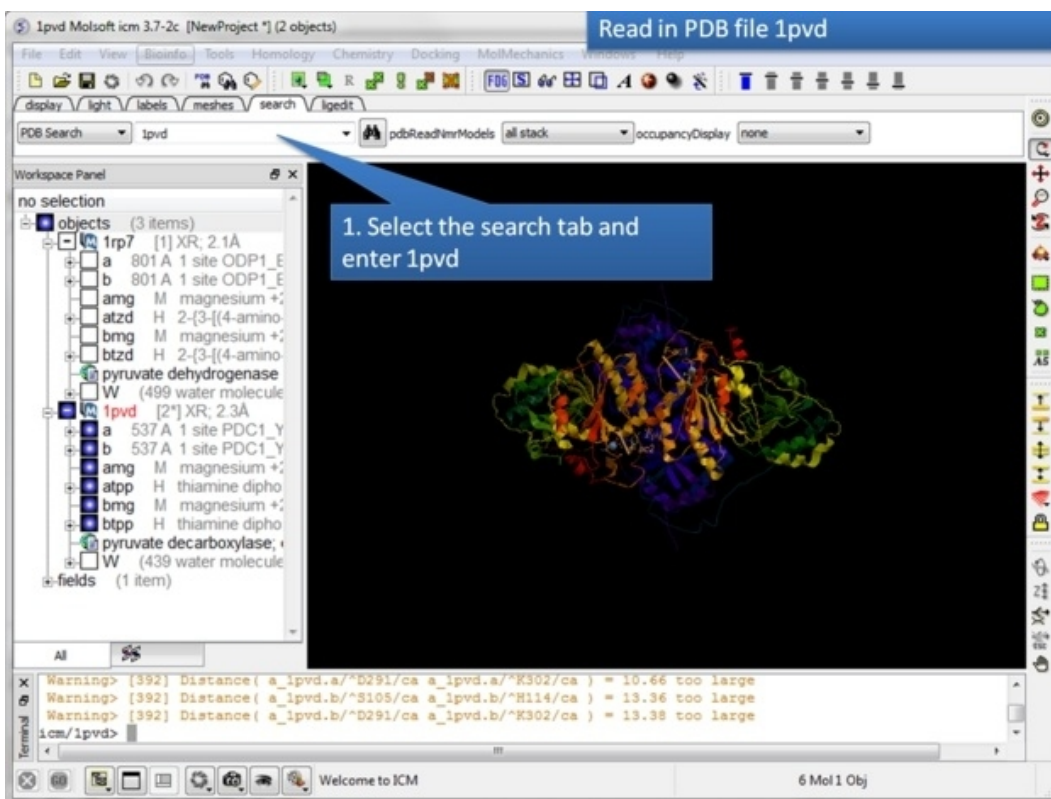 1pvd Molsoft icm 3.7-2c [NewProject *] (2 objects)
Read in PDB file 1pvd
File Edit View Bioinfo Tools Homology Chemistry Docking MolMechanics Windows Help
display light labels meshes search ligedit
PDB Search 1pvd pdbReadNmrModels all stack occupancyDisplay none
Workspace Panel
no selection
1. Select the search tab and
enter 1pvd
objects (3 items)
1rp7 [1] XR; 2.1Å
a 801 A 1 site ODP1_E
b 801 A 1 site ODP1_E
amg M magnesium +2
atzd H 2-{3-[(4-amino-
bmg M magnesium +2
btzd H 2-{3-[(4-amino-
pyruvate dehydrogenase
W (499 water molecule
1pvd [2*] XR; 2.3Å
a 537 A 1 site PDC1_Y
b 537 A 1 site PDC1_Y
amg M magnesium +2
atpp H thiamine dipho
bmg M magnesium +2
btpp H thiamine dipho
pyruvate decarboxylase;
W (439 water molecule
fields (1 item)
All
Warning> [392] Distance( a_1pvd.a/^D291/ca a_1pvd.a/^K302/ca ) = 10.66 too large
Warning> [392] Distance( a_1pvd.b/^S105/ca a_1pvd.b/^H114/ca ) = 13.36 too large
Warning> [392] Distance( a_1pvd.b/^D291/ca a_1pvd.b/^K302/ca ) = 13.38 too large
Terminal
icm/1pvd>
Welcome to ICM 6 Mol 1 Obj